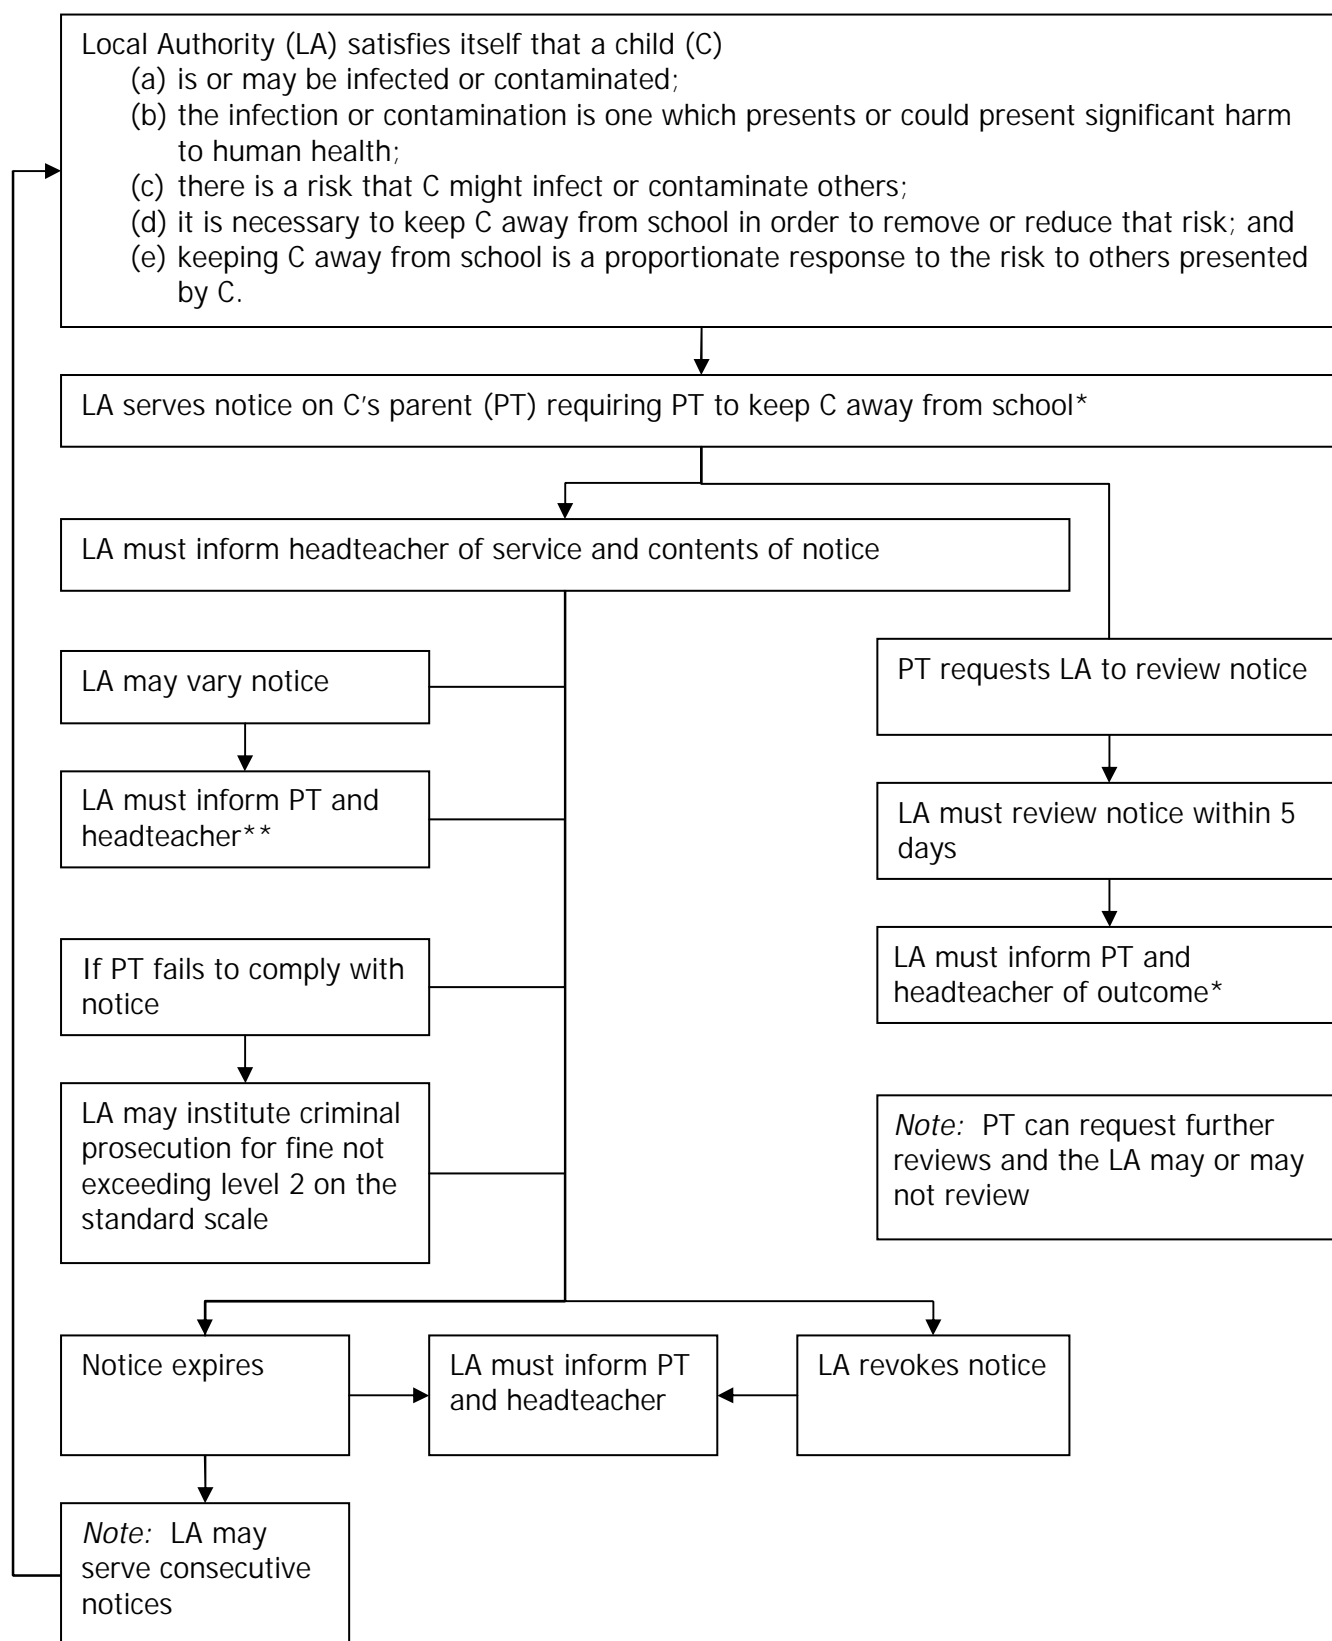 Local Authority (LA) satisfies itself that a child (C)
(a) is or may be infected or contaminated;
(b) the infection or contamination is one which presents or could present significant harm
to human health;
(c) there is a risk that C might infect or contaminate others;
(d) it is necessary to keep C away from school in order to remove or reduce that risk; and
(e) keeping C away from school is a proportionate response to the risk to others presented
by C.
LA serves notice on C's parent (PT) requiring PT to keep C away from school*
LA must inform headteacher of service and contents of notice
LA may vary notice
LA must inform PT and
headteacher**
If PT fails to comply with
notice
LA may institute criminal
prosecution for fine not
exceeding level 2 on the
standard scale
PT requests LA to review notice
LA must review notice within 5
days
LA must inform PT and
headteacher of outcome*
Note: PT can request further
reviews and the LA may or may
not review
Notice expires
LA must inform PT
and headteacher
LA revokes notice
Note: LA may
serve consecutive
notices